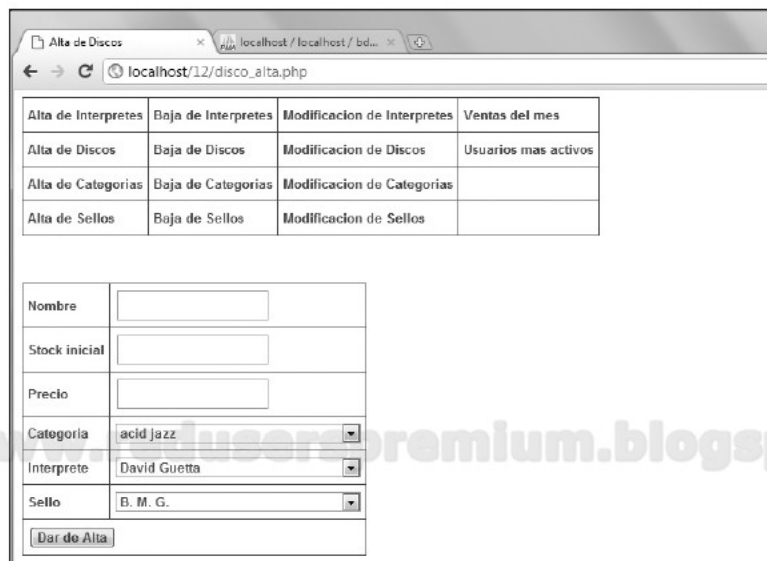 Alta de Discos
localhost / localhost / bd...
localhost/12/disco_alta.php
Alta de Interpretes Baja de Interpretes Modificacion de Interpretes Ventas del mes
Alta de Discos Baja de Discos Modificacion de Discos Usuarios mas activos
Alta de Categorias Baja de Categorias Modificacion de Categorias
Alta de Sellos Baja de Sellos Modificacion de Sellos
Nombre
Stock inicial
Precio
Categoria acid jazz
www.reduserspremium.blogsp
Interprete David Guetta
Sello B. M. G.
Dar de Alta